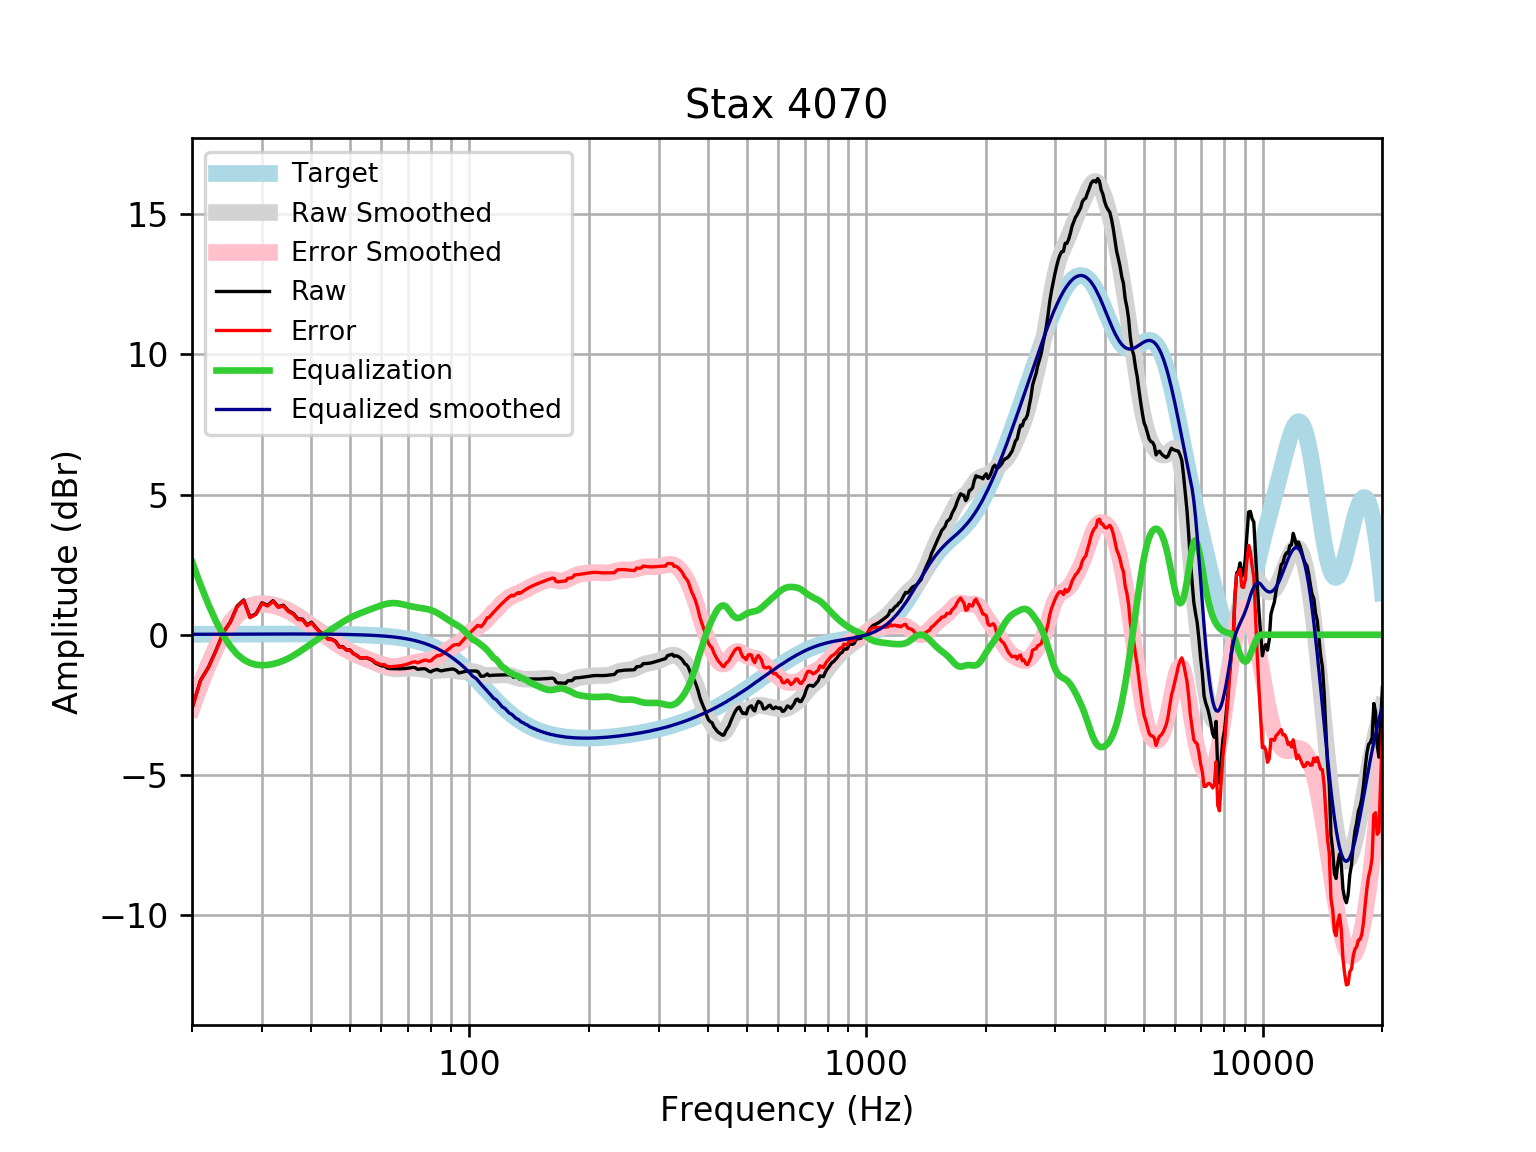 Stax 4070
Target
Raw Smoothed
Error Smoothed
Raw
Error
Equalization
Equalized smoothed
15
10
5
0
−5
−10
Amplitude (dBr)
100
1000
10000
Frequency (Hz)